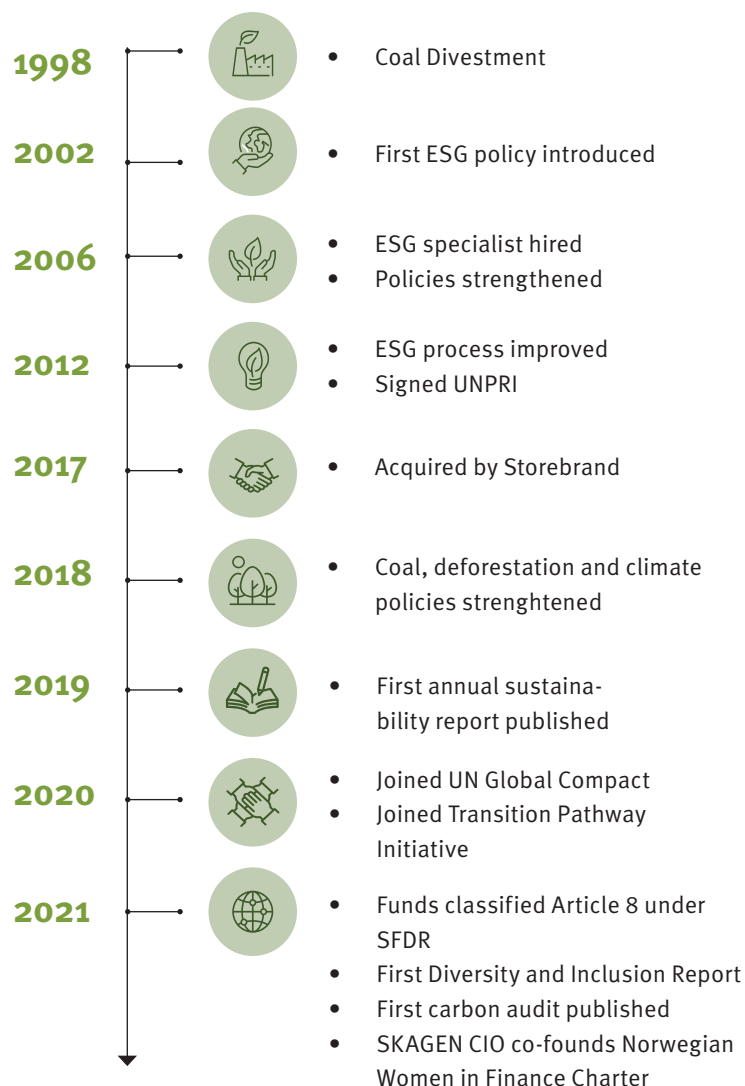 1998
• Coal Divestment
2002
• First ESG policy introduced
2006
• ESG specialist hired
• Policies strengthened
2012
• ESG process improved
• Signed UNPRI
2017
• Acquired by Storebrand
2018
• Coal, deforestation and climate
policies strenghtened
2019
• First annual sustaina-
bility report published
2020
• Joined UN Global Compact
• Joined Transition Pathway
Initiative
2021
• Funds classified Article 8 under
SFDR
• First Diversity and Inclusion Report
• First carbon audit published
• SKAGEN CIO co-founds Norwegian
Women in Finance Charter